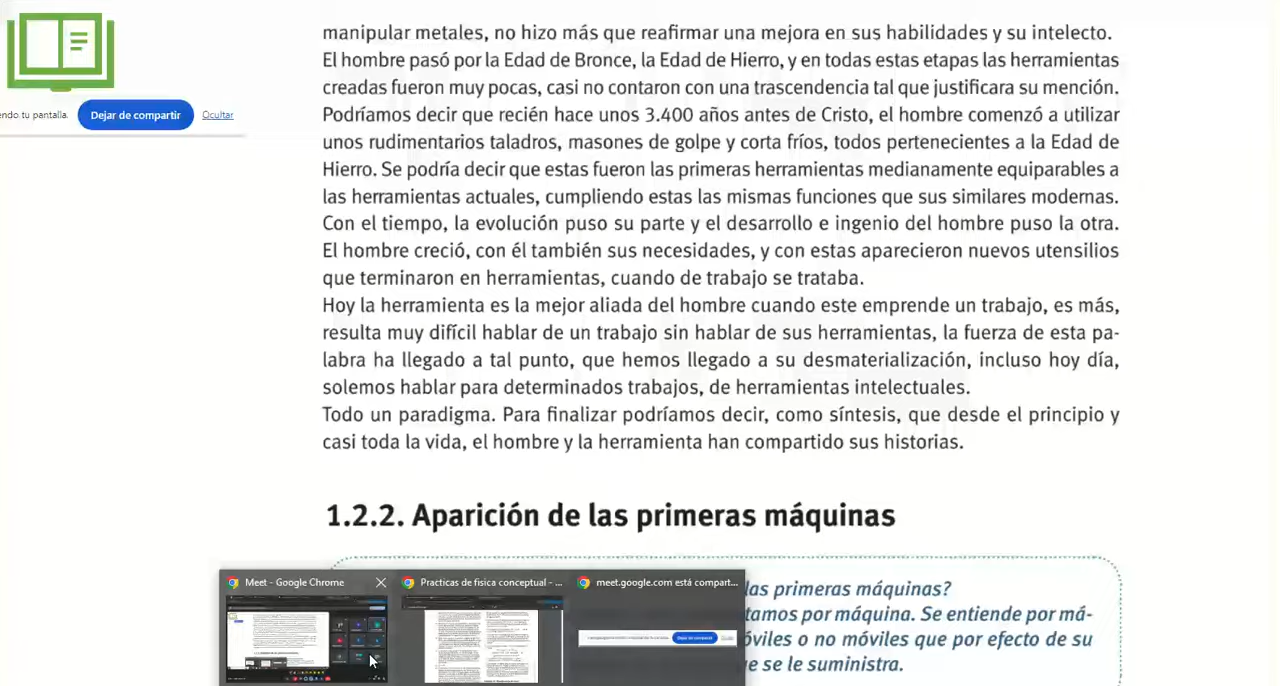 manipular metales, no hizo más que reafirmar una mejora en sus habilidades y su intelecto.
El hombre pasó por la Edad de Bronce, la Edad de Hierro, y en todas estas etapas las herramientas
creadas fueron muy pocas, casi no contaron con una trascendencia tal que justificara su mención.
endo tu pantalla. Dejar de compartir Ocultar
Podríamos decir que recién hace unos 3.400 años antes de Cristo, el hombre comenzó a utilizar
unos rudimentarios taladros, masones de golpe y corta fríos, todos pertenecientes a la Edad de
Hierro. Se podría decir que estas fueron las primeras herramientas medianamente equiparables a
las herramientas actuales, cumpliendo estas las mismas funciones que sus similares modernas.
Con el tiempo, la evolución puso su parte y el desarrollo e ingenio del hombre puso la otra.
El hombre creció, con él también sus necesidades, y con estas aparecieron nuevos utensilios
que terminaron en herramientas, cuando de trabajo se trataba.
Hoy la herramienta es la mejor aliada del hombre cuando este emprende un trabajo, es más,
resulta muy difícil hablar de un trabajo sin hablar de sus herramientas, la fuerza de esta pa-
labra ha llegado a tal punto, que hemos llegado a su desmaterialización, incluso hoy día,
solemos hablar para determinados trabajos, de herramientas intelectuales.
Todo un paradigma. Para finalizar podríamos decir, como síntesis, que desde el principio y
casi toda la vida, el hombre y la herramienta han compartido sus historias.
1.2.2. Aparición de las primeras máquinas
Meet - Google Chrome
Practicas de fisica conceptual - ...
meet.google.com está compart...
las primeras máquinas?
tamos por máquina. Se entiende por má-
óviles o no móviles que por efecto de su
e se le suministra.